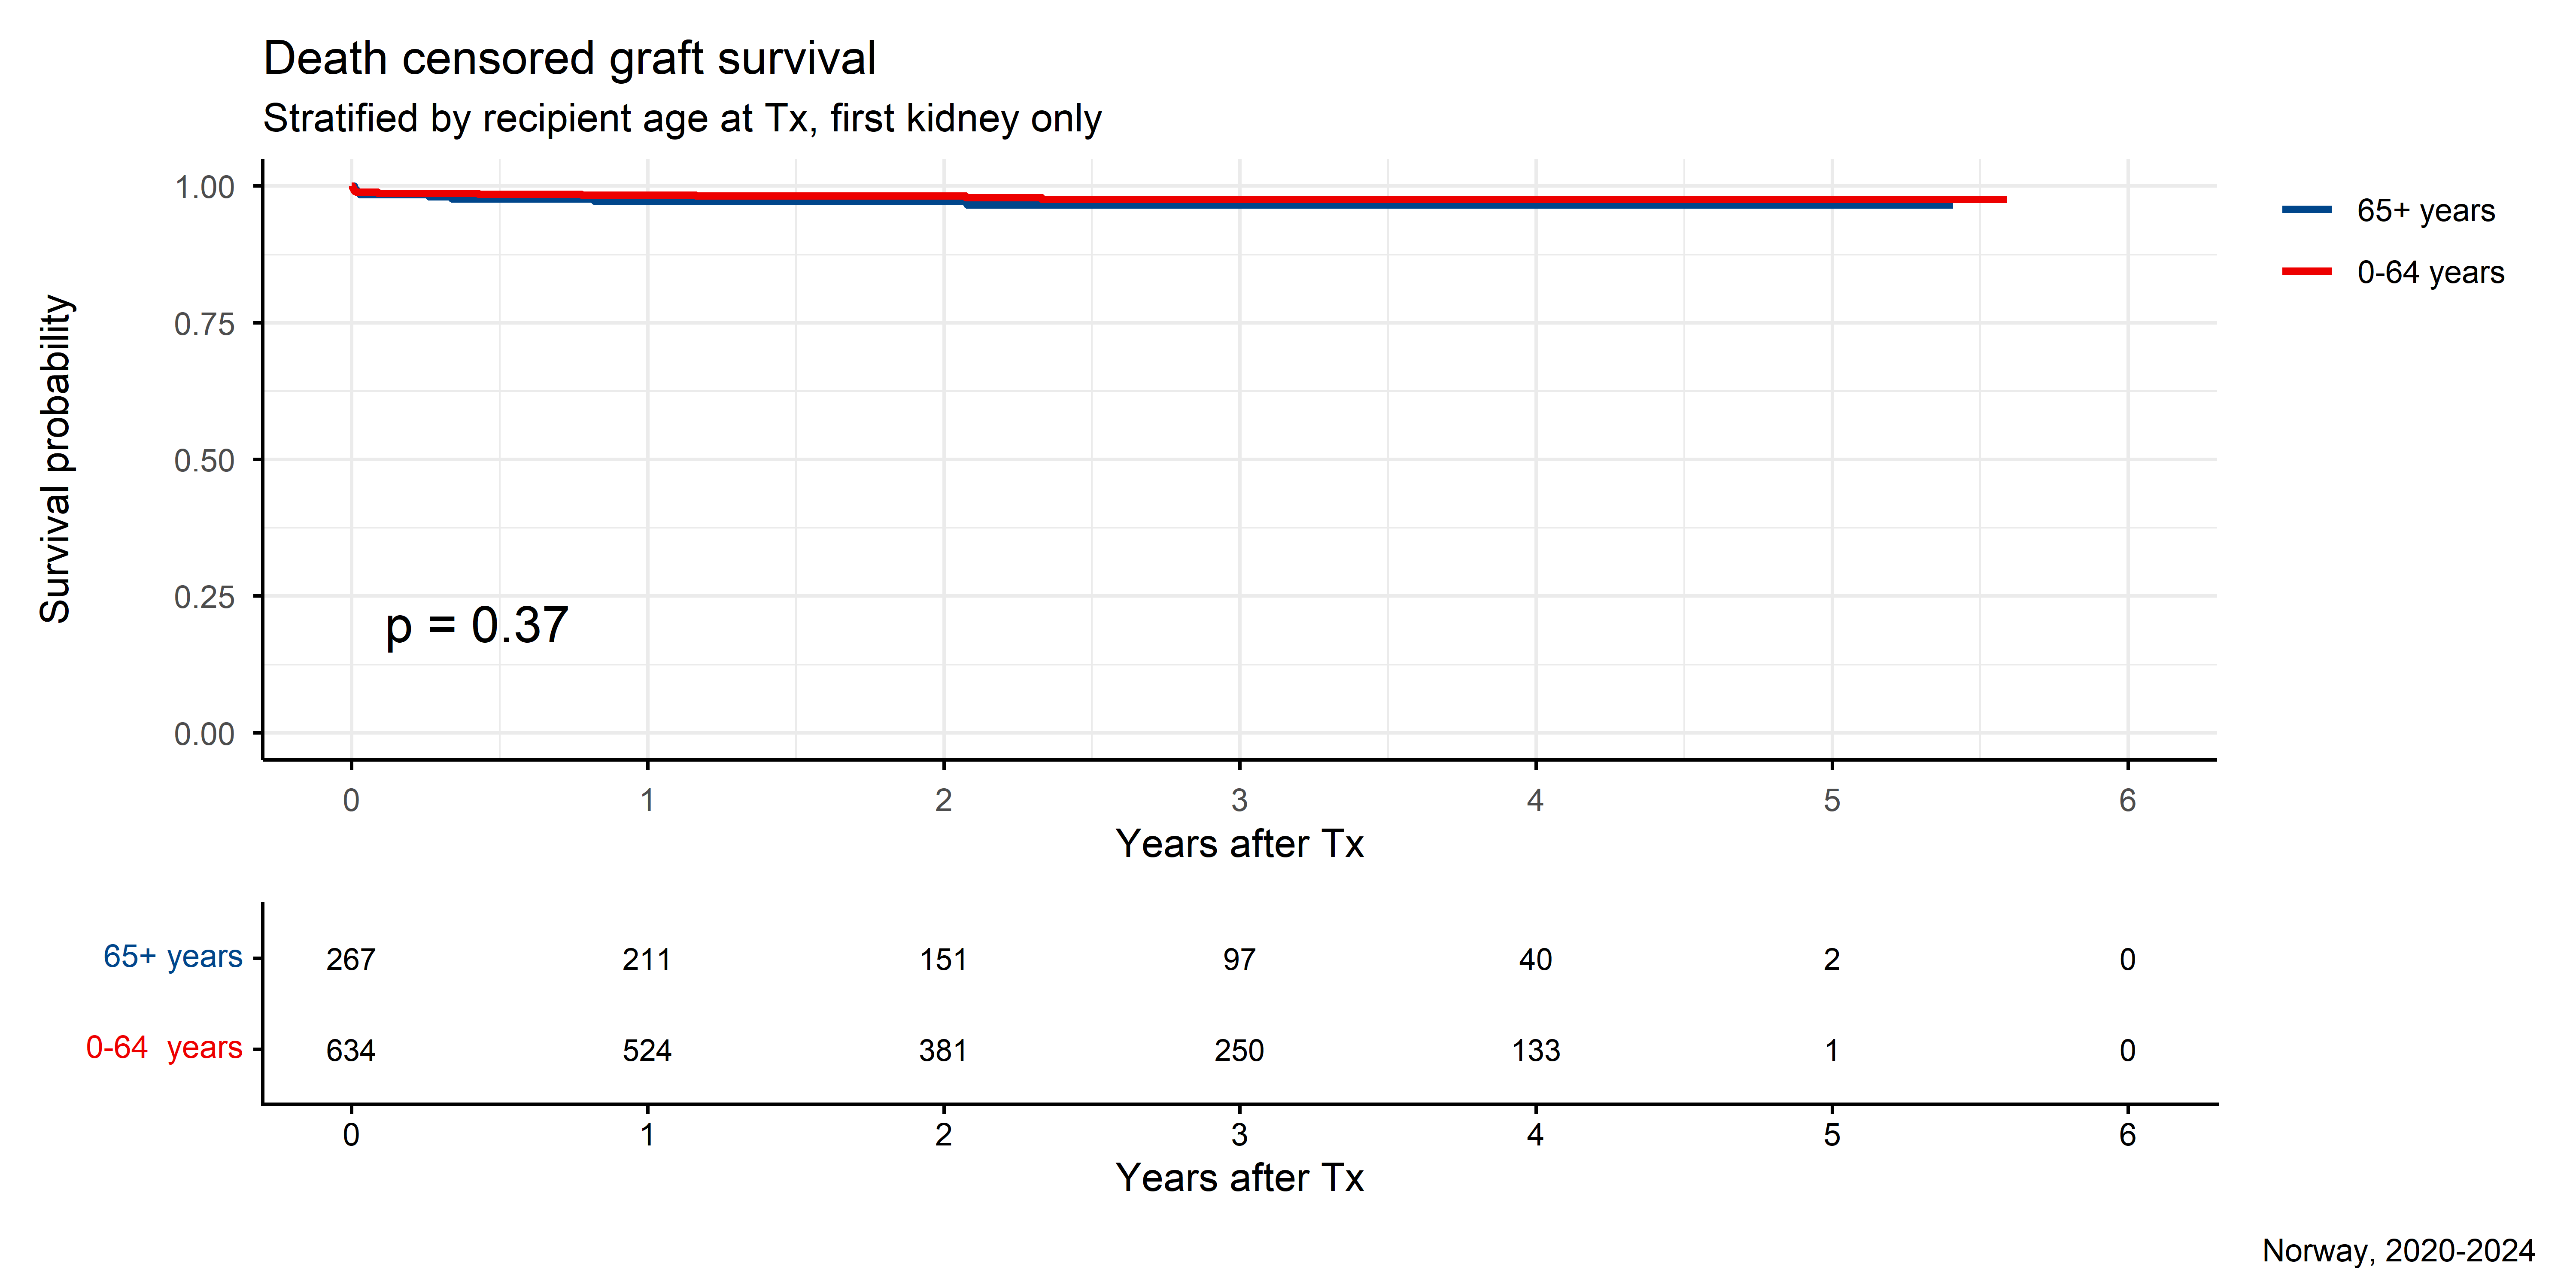 Death censored graft survival
Stratified by recipient age at Tx, first kidney only
Survival probability
1.00
0.75
0.50
0.25
0.00
p = 0.37
0 1 2 3 4 5 6
Years after Tx
65+ years
0-64 years
65+ years 267 211 151 97 40 2 0
0-64  years 634 524 381 250 133 1 0
0 1 2 3 4 5 6
Years after Tx
Norway, 2020-2024